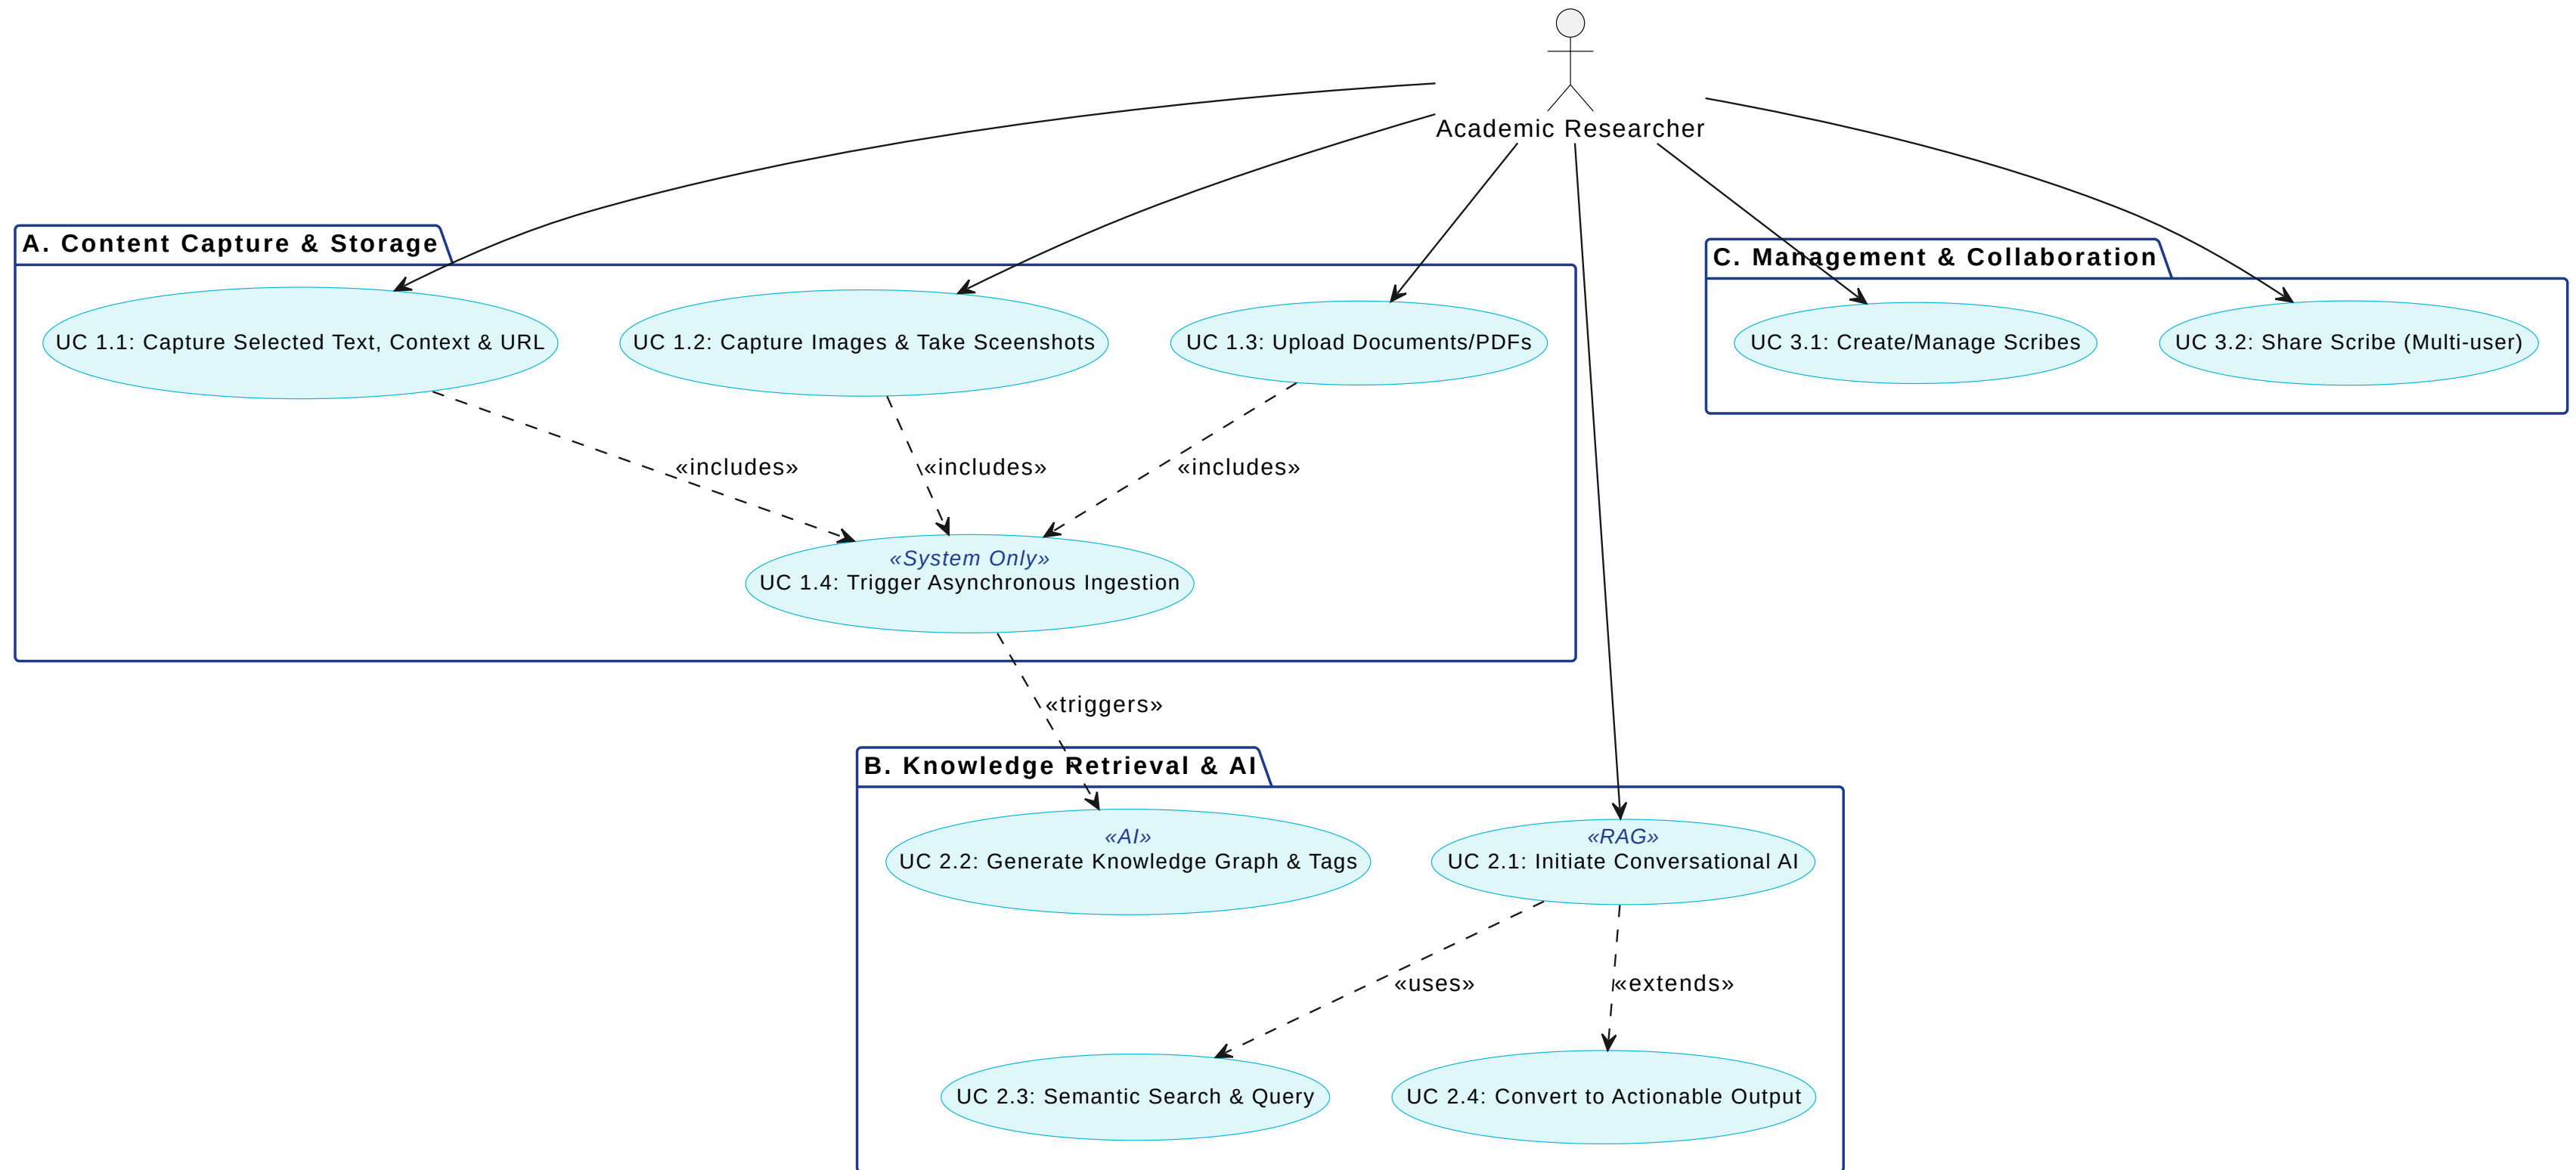 Academic Researcher
A. Content Capture & Storage
C. Management & Collaboration
UC 1.1: Capture Selected Text, Context & URL
UC 1.2: Capture Images & Take Sceenshots
UC 1.3: Upload Documents/PDFs
UC 3.1: Create/Manage Scribes
UC 3.2: Share Scribe (Multi-user)
«includes»
«includes»
«includes»
«System Only»
UC 1.4: Trigger Asynchronous Ingestion
«triggers»
B. Knowledge Retrieval & AI
«AI»
UC 2.2: Generate Knowledge Graph & Tags
«RAG»
UC 2.1: Initiate Conversational AI
«uses»
«extends»
UC 2.3: Semantic Search & Query
UC 2.4: Convert to Actionable Output